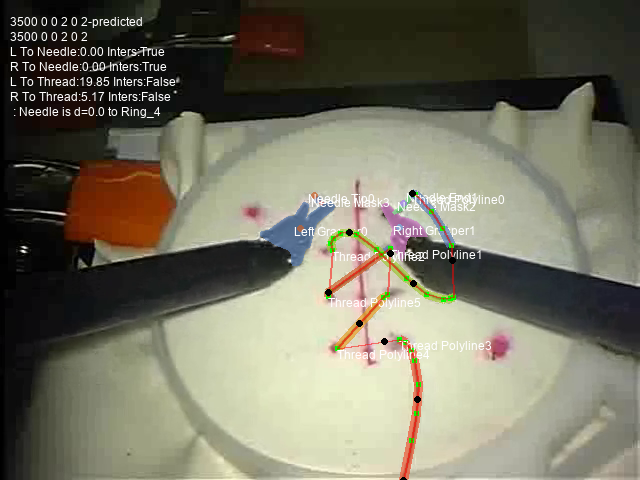 3500 0 0 2 0 2-predicted
3500 0 0 2 0 2
L To Needle:0.00 Inters:True
R To Needle:0.00 Inters:True
L To Thread:19.85 Inters:False
R To Thread:5.17 Inters:False
: Needle is d=0.0 to Ring_4
Needle Tip0
Needle Mask3
Thread Polyline0
Needle Mask2
Left Grasper0
Right Grasper1
Thread Polyline1
Thread Polyline5
Thread Polyline3
Thread Polyline4